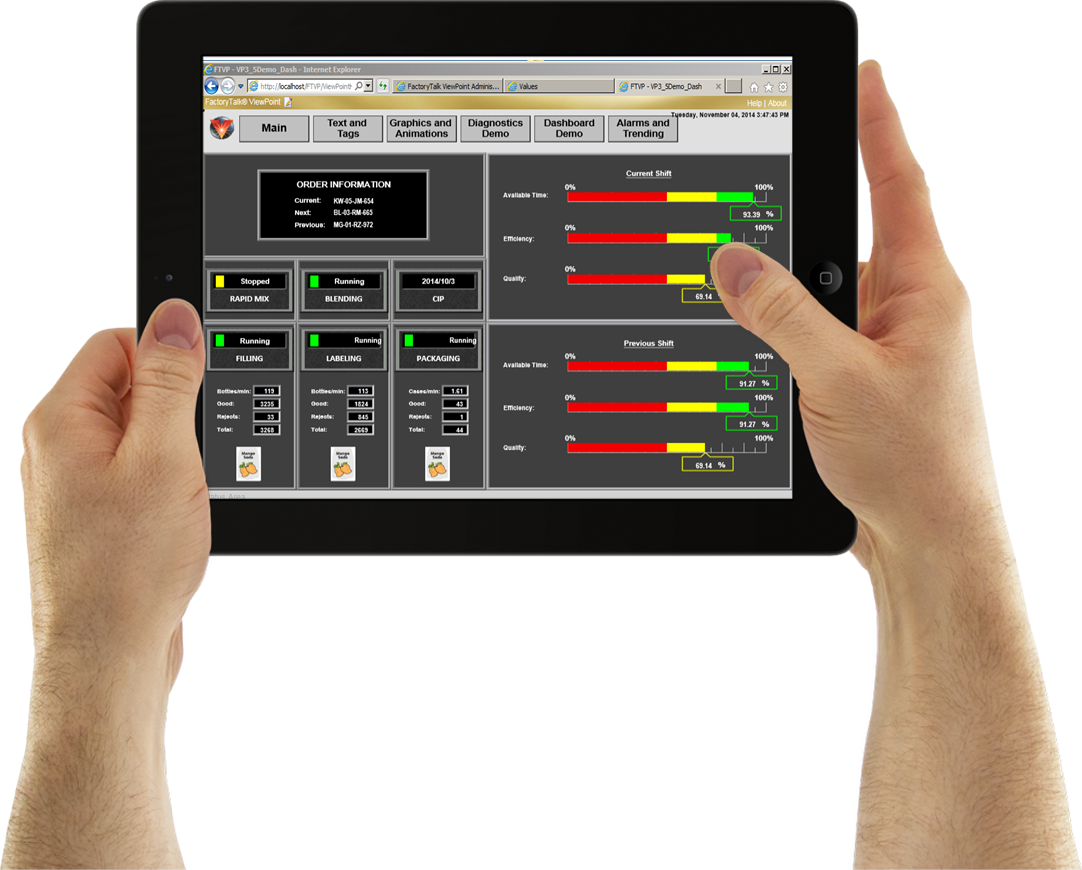 FTVP - VP3_5Demo_Dash - Internet Explorer
http://localhost/FTVP/ViewPoint
FactoryTalk ViewPoint Adminis...
Values
FTVP - VP3_5Demo_Dash
FactoryTalk® ViewPoint
Help | About
Tuesday, November 04, 2014 3:47:43 PM
Main
Text and
Tags
Graphics and
Animations
Diagnostics
Demo
Dashboard
Demo
Alarms and
Trending
ORDER INFORMATION
Current: KW-05-JM-654
Next: BL-03-RM-665
Previous: MG-01-RZ-972
Stopped
RAPID MIX
Running
BLENDING
2014/10/3
CIP
Running
FILLING
Running
LABELING
Running
PACKAGING
Bottles/min: 119
Good: 3235
Rejects: 33
Total: 3268
Mango
Soda
Bottles/min: 113
Good: 1824
Rejects: 845
Total: 2669
Mango
Soda
Cases/min: 1.61
Good: 43
Rejects: 1
Total: 44
Mango
Soda
Current Shift
Available Time: 0% 100%
93.39 %
Efficiency: 0% 100%
Quality: 0%
69.14
Previous Shift
Available Time: 0% 100%
91.27 %
Efficiency: 0% 100%
91.27 %
Quality: 0% 100%
69.14 %
Status Area